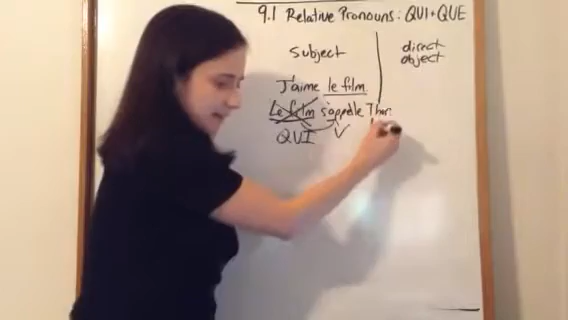 9.1 Relative Pronouns: QUI + QUE
subject
direct
object
J'aime le film.
Le film s'appelle Thor.
QUI V